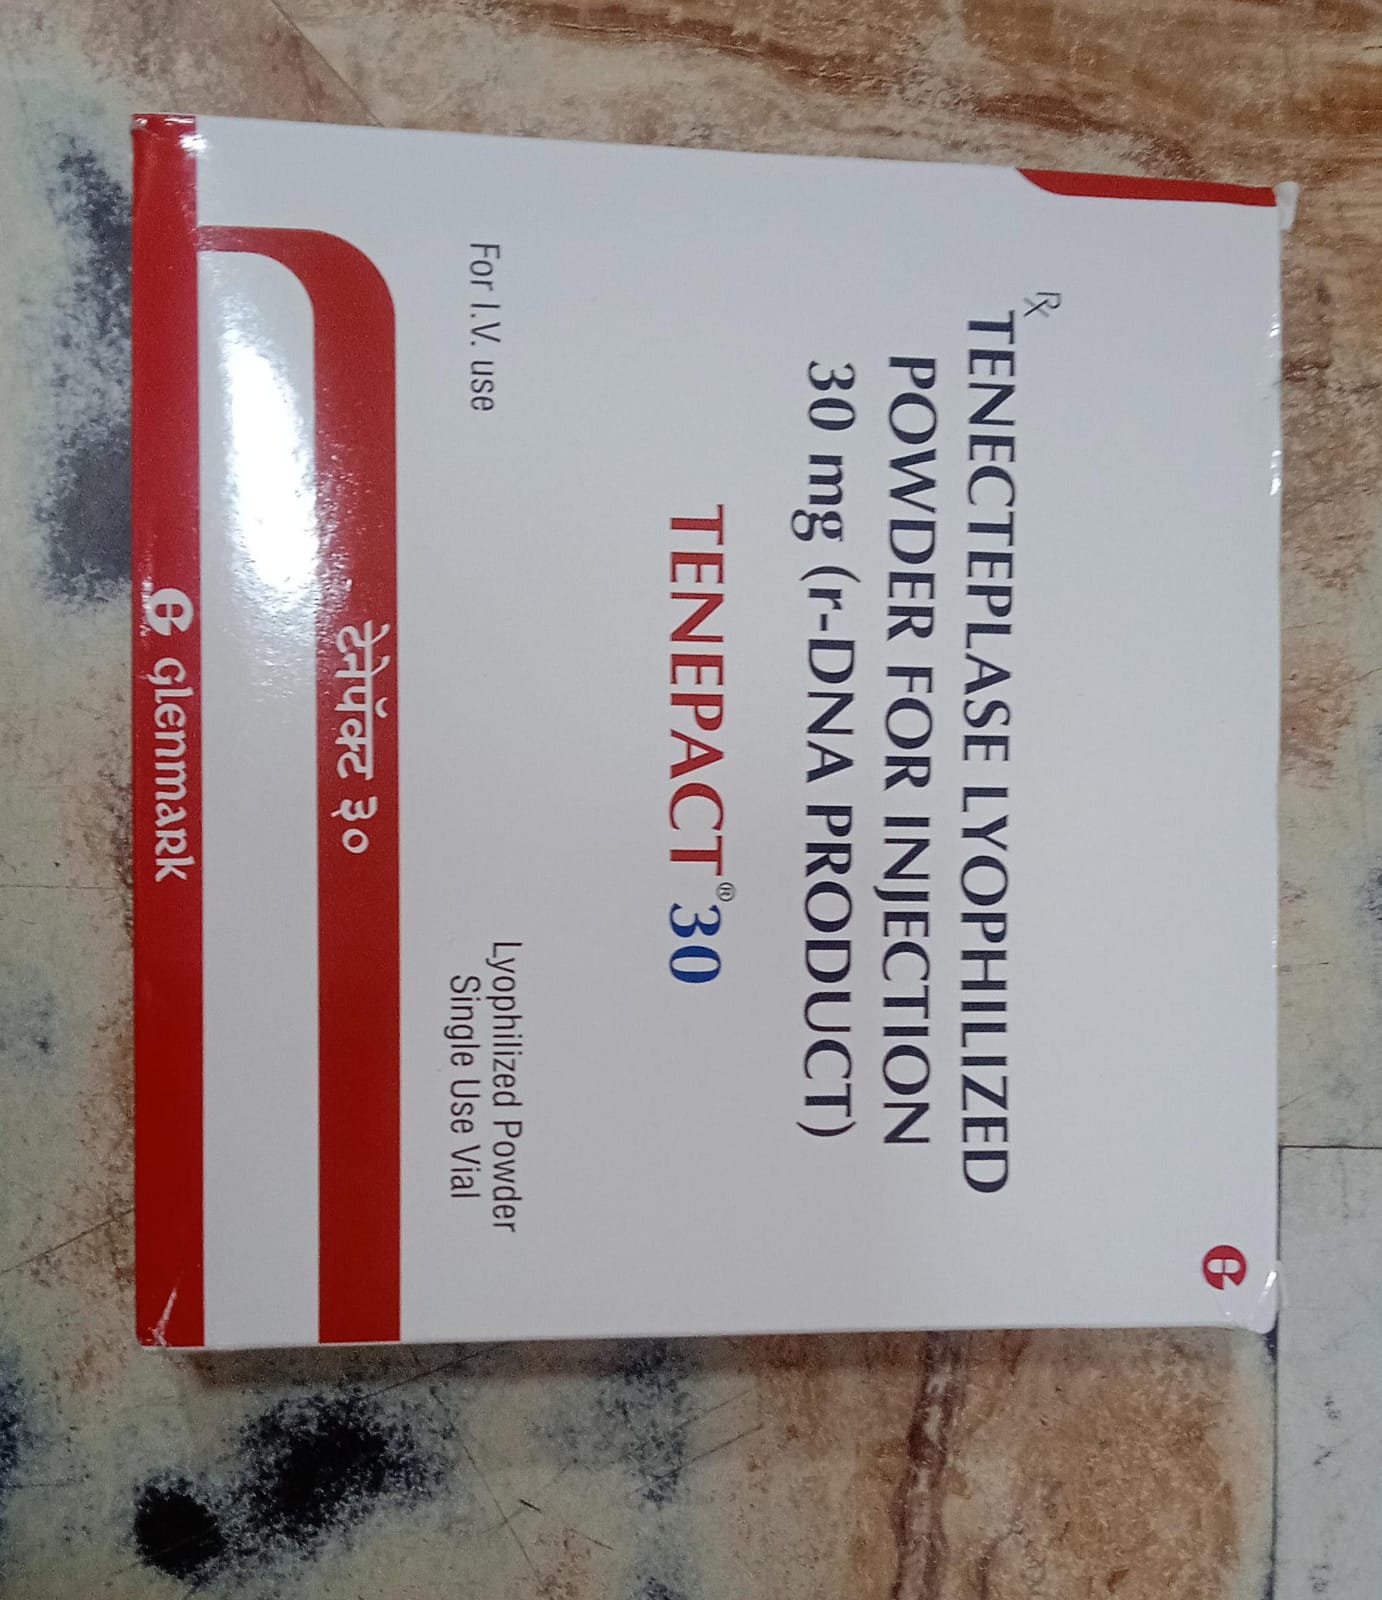 Rx
TENECTEPLASE LYOPHILIZED
POWDER FOR INJECTION
30 mg (r-DNA PRODUCT)
TENEPACT® 30
For I.V. use
Lyophilized Powder
Single Use Vial
टेनेपॅक्ट ३०
glenmark